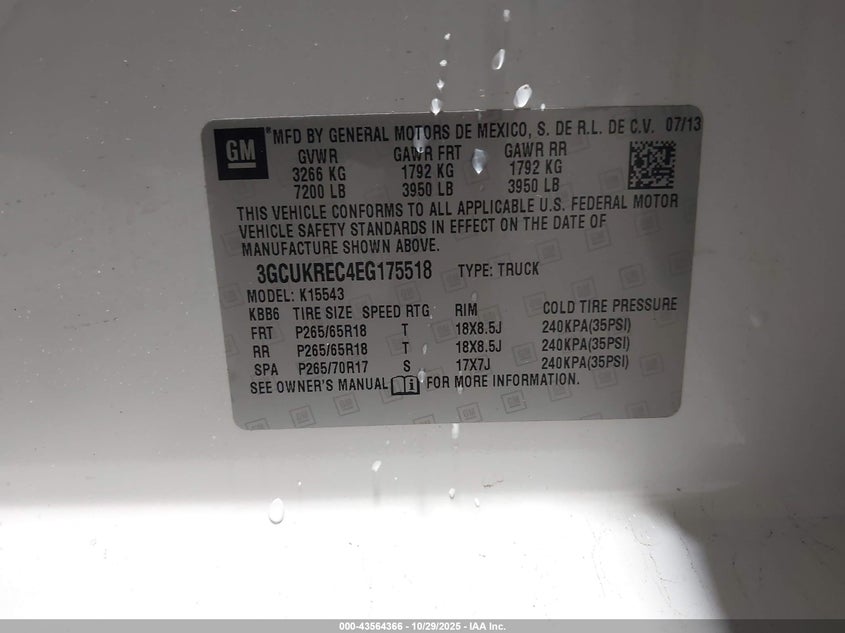 GM
®MFD BY GENERAL MOTORS DE MEXICO, S. DE R.L. DE C.V. 07/13
GVWR GAWR FRT GAWR RR
3266 KG 1792 KG 1792 KG
7200 LB 3950 LB 3950 LB
THIS VEHICLE CONFORMS TO ALL APPLICABLE U.S. FEDERAL MOTOR
VEHICLE SAFETY STANDARDS IN EFFECT ON THE DATE OF
MANUFACTURE SHOWN ABOVE.
3GCUKREC4EG175518 TYPE: TRUCK
MODEL: K15543
KBB6 TIRE SIZE SPEED RTG RIM COLD TIRE PRESSURE
FRT P265/65R18 T 18X8.5J 240KPA(35PSI)
RR P265/65R18 T 18X8.5J 240KPA(35PSI)
SPA P265/70R17 S 17X7J 240KPA(35PSI)
SEE OWNER'S MANUAL FOR MORE INFORMATION.
000-43564366 - 10/29/2025 - IAA Inc.